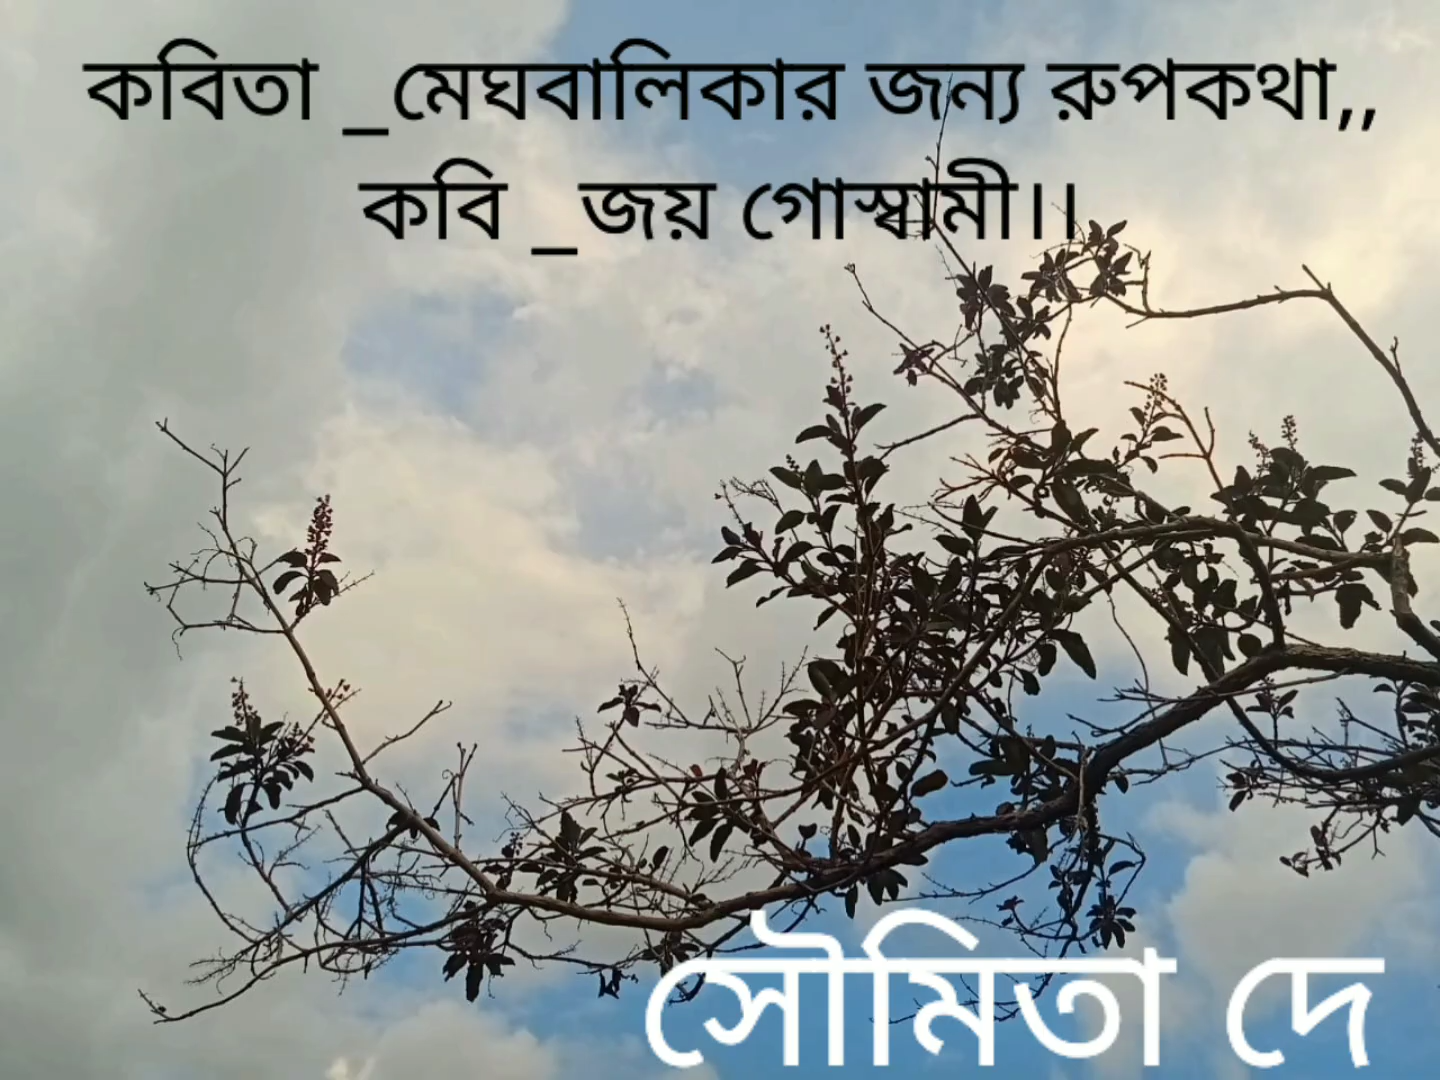 কবিতা _মেঘবালিকার জন্য রুপকথা,,
কবি _জয় গোস্বামী।।
সৌমিতা দে